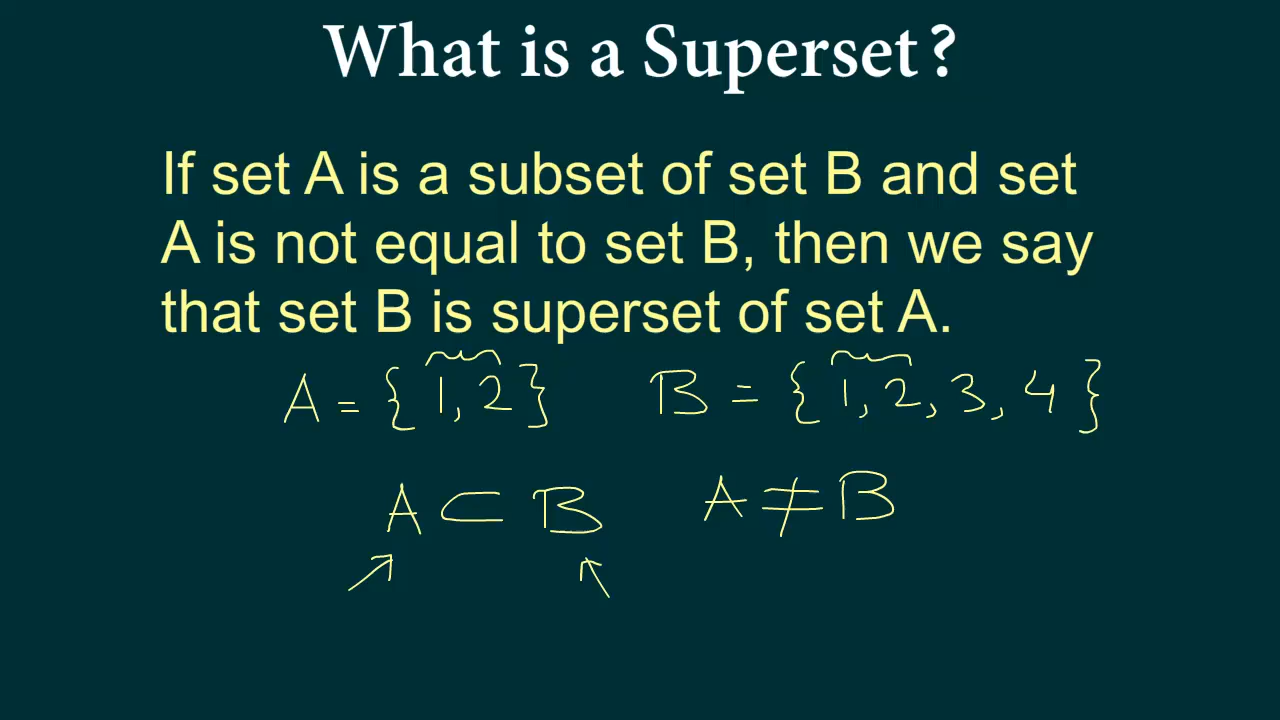 What is a Superset?
If set A is a subset of set B and set
A is not equal to set B, then we say
that set B is superset of set A.
A = {1, 2} B = {1, 2, 3, 4}
A ⊂ B A ≠ B